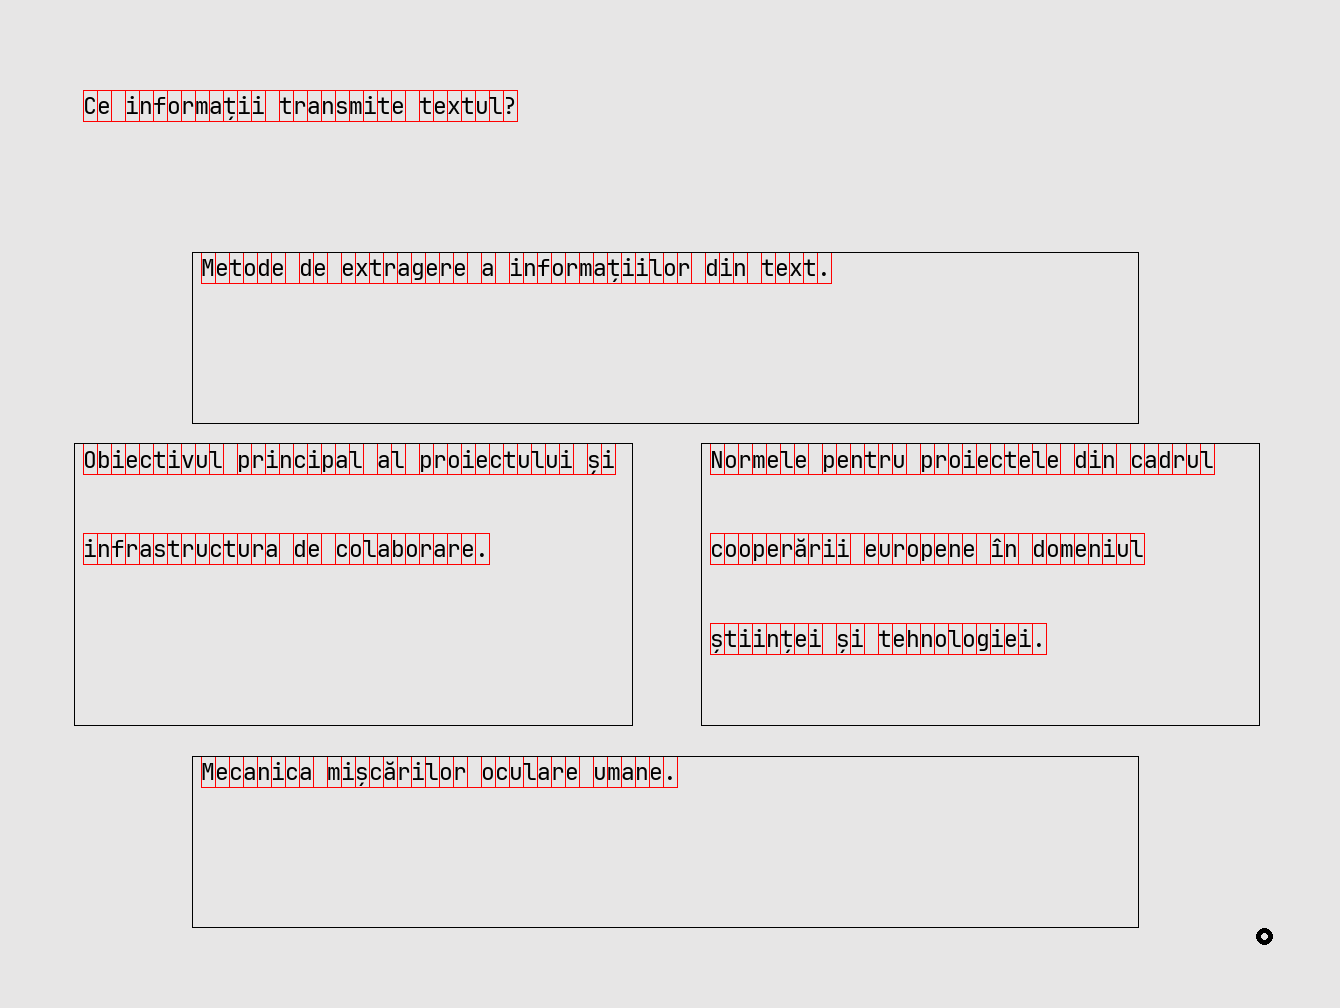 Ce informații transmite textul?
Metode de extragere a informațiilor din text.
Obiectivul principal al proiectului și
infrastructura de colaborare.
Normele pentru proiectele din cadrul
cooperării europene în domeniul
științei și tehnologiei.
Mecanica mișcărilor oculare umane.